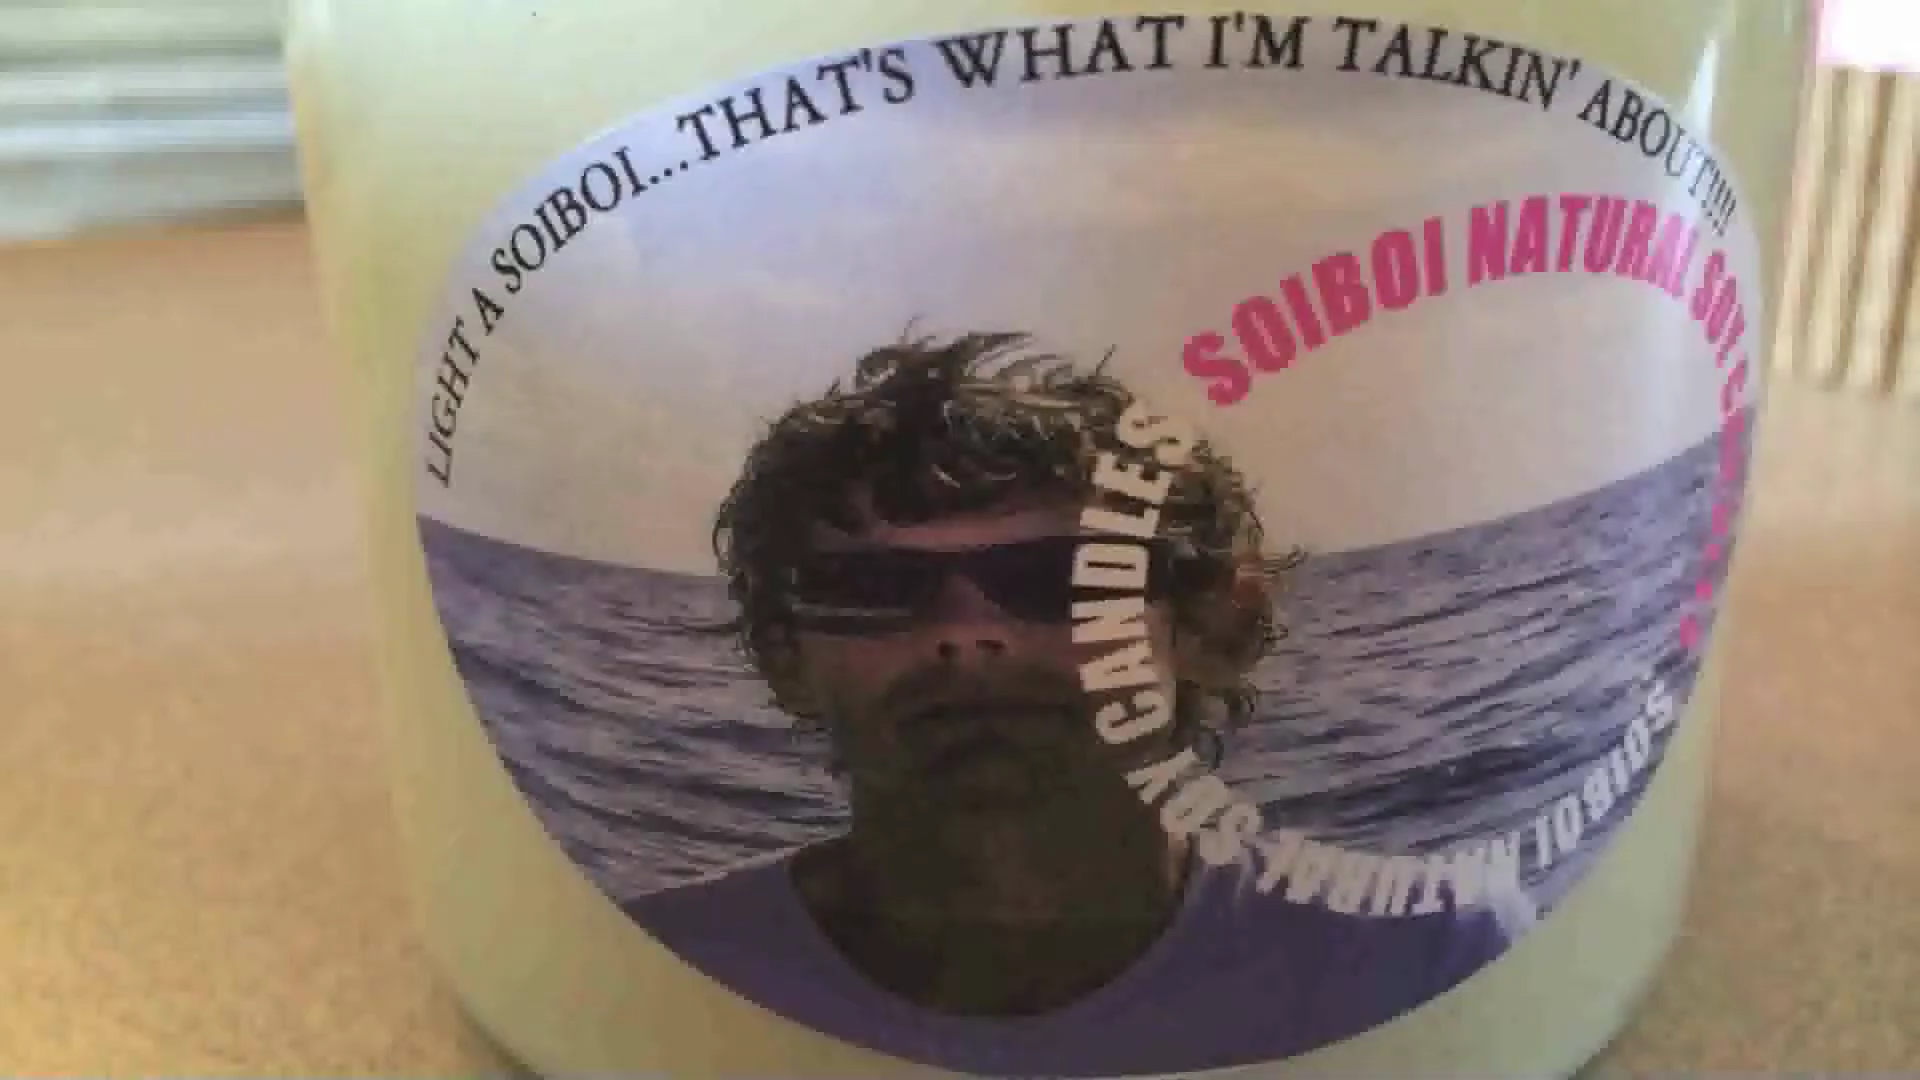 LIGHT A SOIBOI...THAT'S WHAT I'M TALKIN' ABOUT!!!!
SOIBOI NATURAL SOY
SOIBOI NATURAL SOY CANDLES